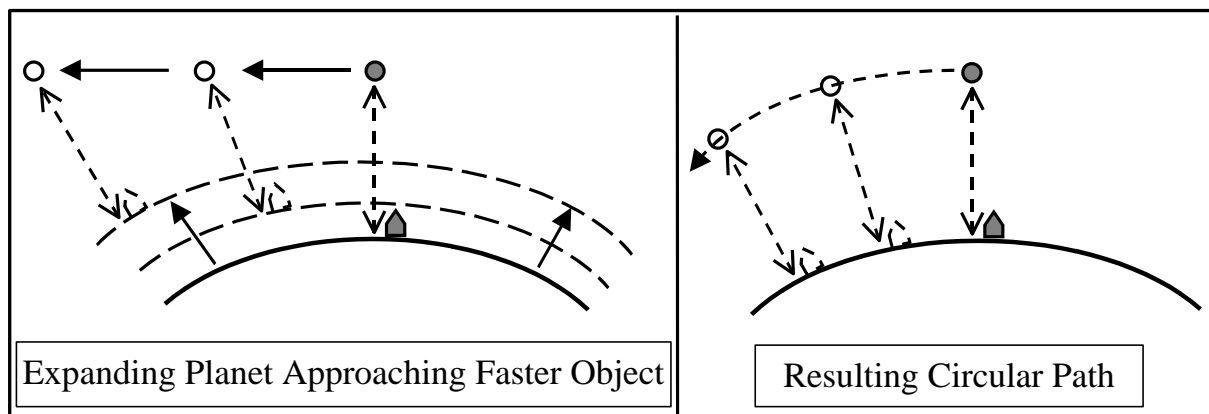 Expanding Planet Approaching Faster Object
Resulting Circular Path